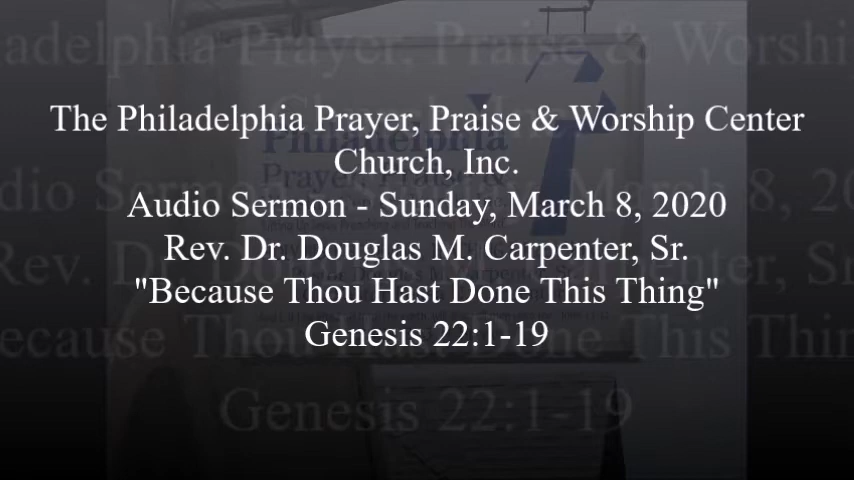 The Philadelphia Prayer, Praise & Worship Center
Church, Inc.
Audio Sermon - Sunday, March 8, 2020
Rev. Dr. Douglas M. Carpenter, Sr.
"Because Thou Hast Done This Thing"
Genesis 22:1-19